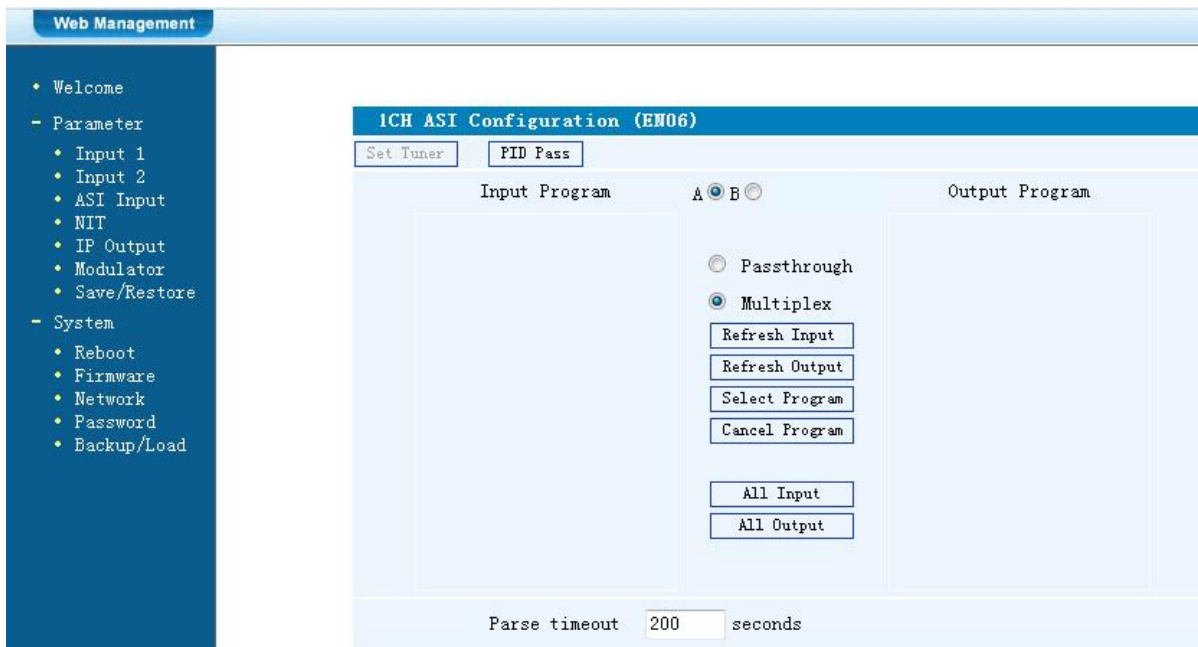 Web Management
Welcome
Parameter
Input 1
Input 2
ASI Input
NIT
IP Output
Modulator
Save/Restore
System
Reboot
Firmware
Network
Password
Backup/Load
1CH ASI Configuration (EN06)
Set Tuner PID Pass
Input Program A B Output Program
Passthrough
Multiplex
Refresh Input
Refresh Output
Select Program
Cancel Program
All Input
All Output
Parse timeout 200 seconds